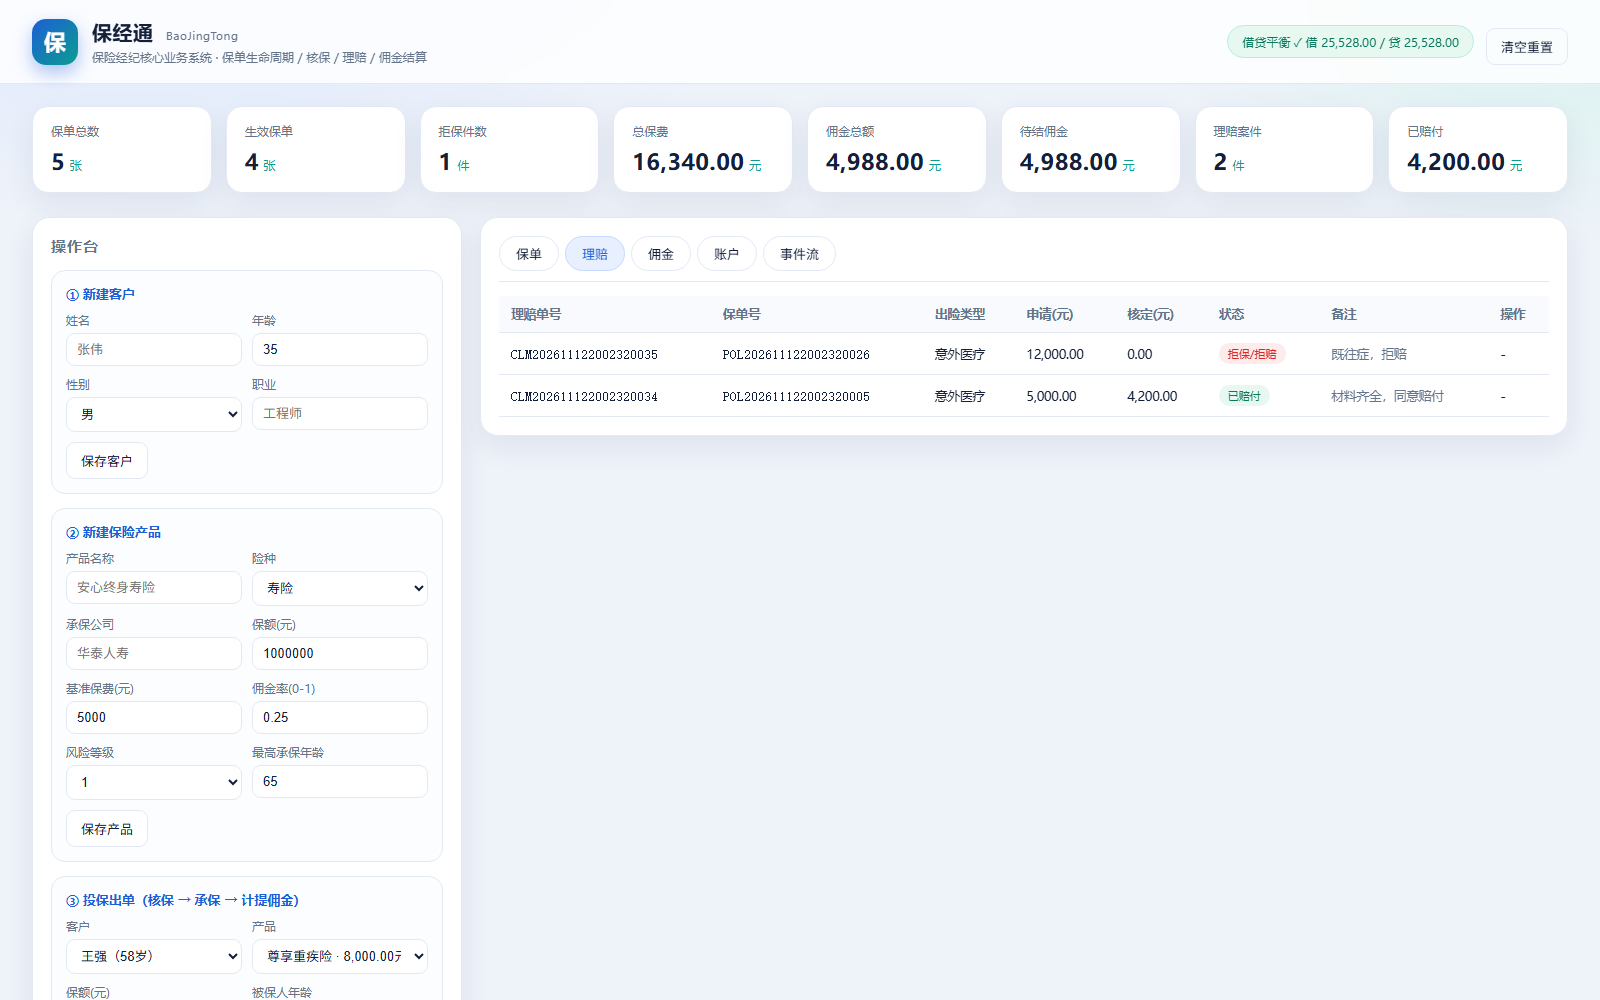 保
保经通 BaoJingTong
保险经纪核心业务系统 · 保单生命周期 / 核保 / 理赔 / 佣金结算
借贷平衡 ✓ 借 25,528.00 / 贷 25,528.00
清空重置
保单总数
5 张
生效保单
4 张
拒保件数
1 件
总保费
16,340.00 元
佣金总额
4,988.00 元
待结佣金
4,988.00 元
理赔案件
2 件
已赔付
4,200.00 元
操作台
① 新建客户
姓名 年龄
张伟 35
性别 职业
男 工程师
保存客户
② 新建保险产品
产品名称 险种
安心终身寿险 寿险
承保公司 保额(元)
华泰人寿 1000000
基准保费(元) 佣金率(0-1)
5000 0.25
风险等级 最高承保年龄
1 65
保存产品
③ 投保出单（核保 → 承保 → 计提佣金）
客户 产品
王强（58岁） 尊享重疾险 · 8,000.00元
保额(元) 被保人年龄
保单 理赔 佣金 账户 事件流
理赔单号 保单号 出险类型 申请(元) 核定(元) 状态 备注 操作
CLM202611122002320035 POL202611122002320026 意外医疗 12,000.00 0.00 拒保/拒赔 既往症，拒赔 -
CLM202611122002320034 POL202611122002320005 意外医疗 5,000.00 4,200.00 已赔付 材料齐全，同意赔付 -